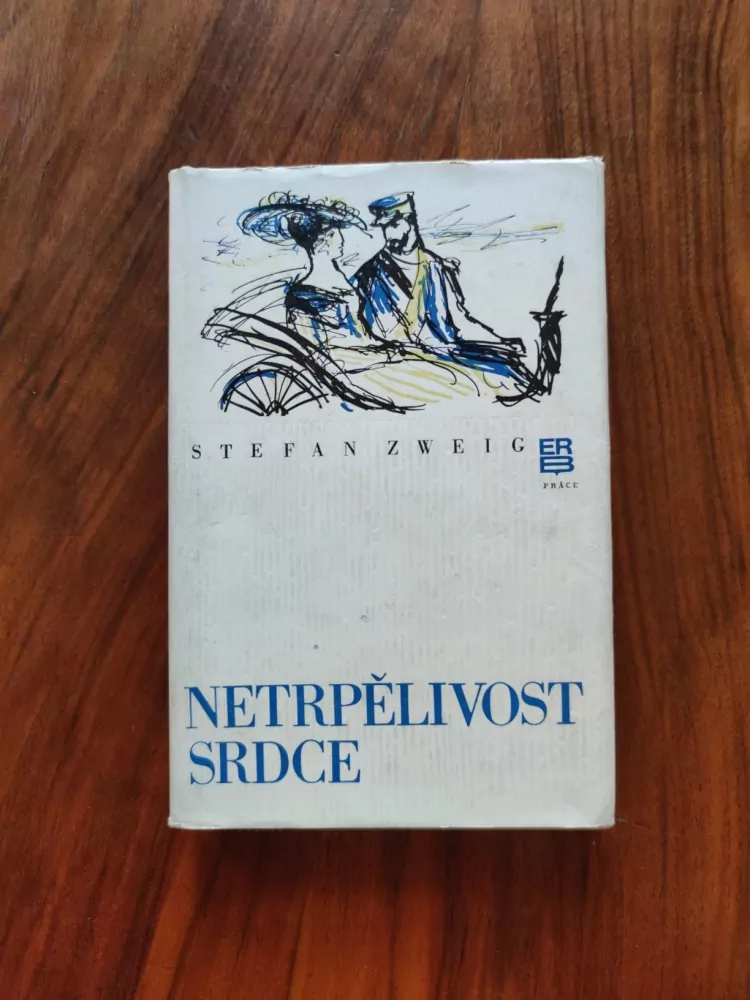 STEFAN ZWEIG
ERB
PRÁCE
NETRPĚLIVOST
SRDCE